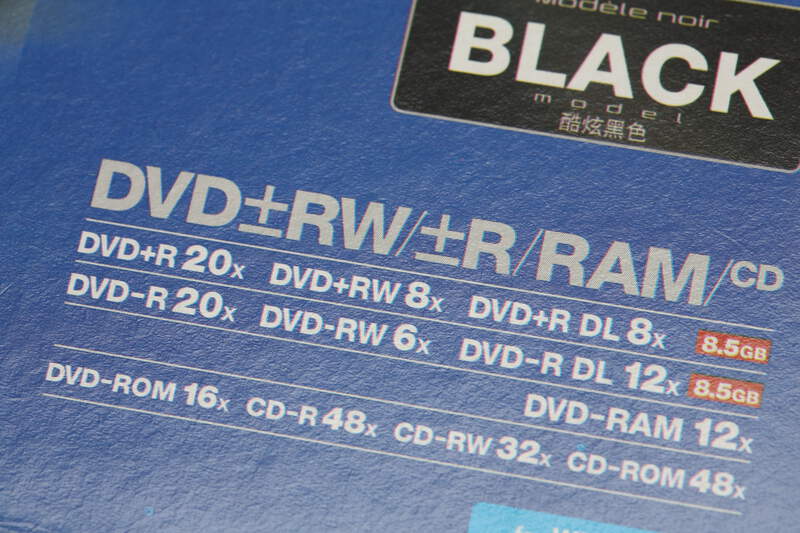 Modèle noir
BLACK
model
酷炫黑色
DVD±RW/±R/RAM/CD
DVD+R 20x DVD+RW 8x DVD+R DL 8x 8.5GB
DVD-R 20x DVD-RW 6x DVD-R DL 12x 8.5GB
DVD-RAM 12x
DVD-ROM 16x CD-R 48x CD-RW 32x CD-ROM 48x